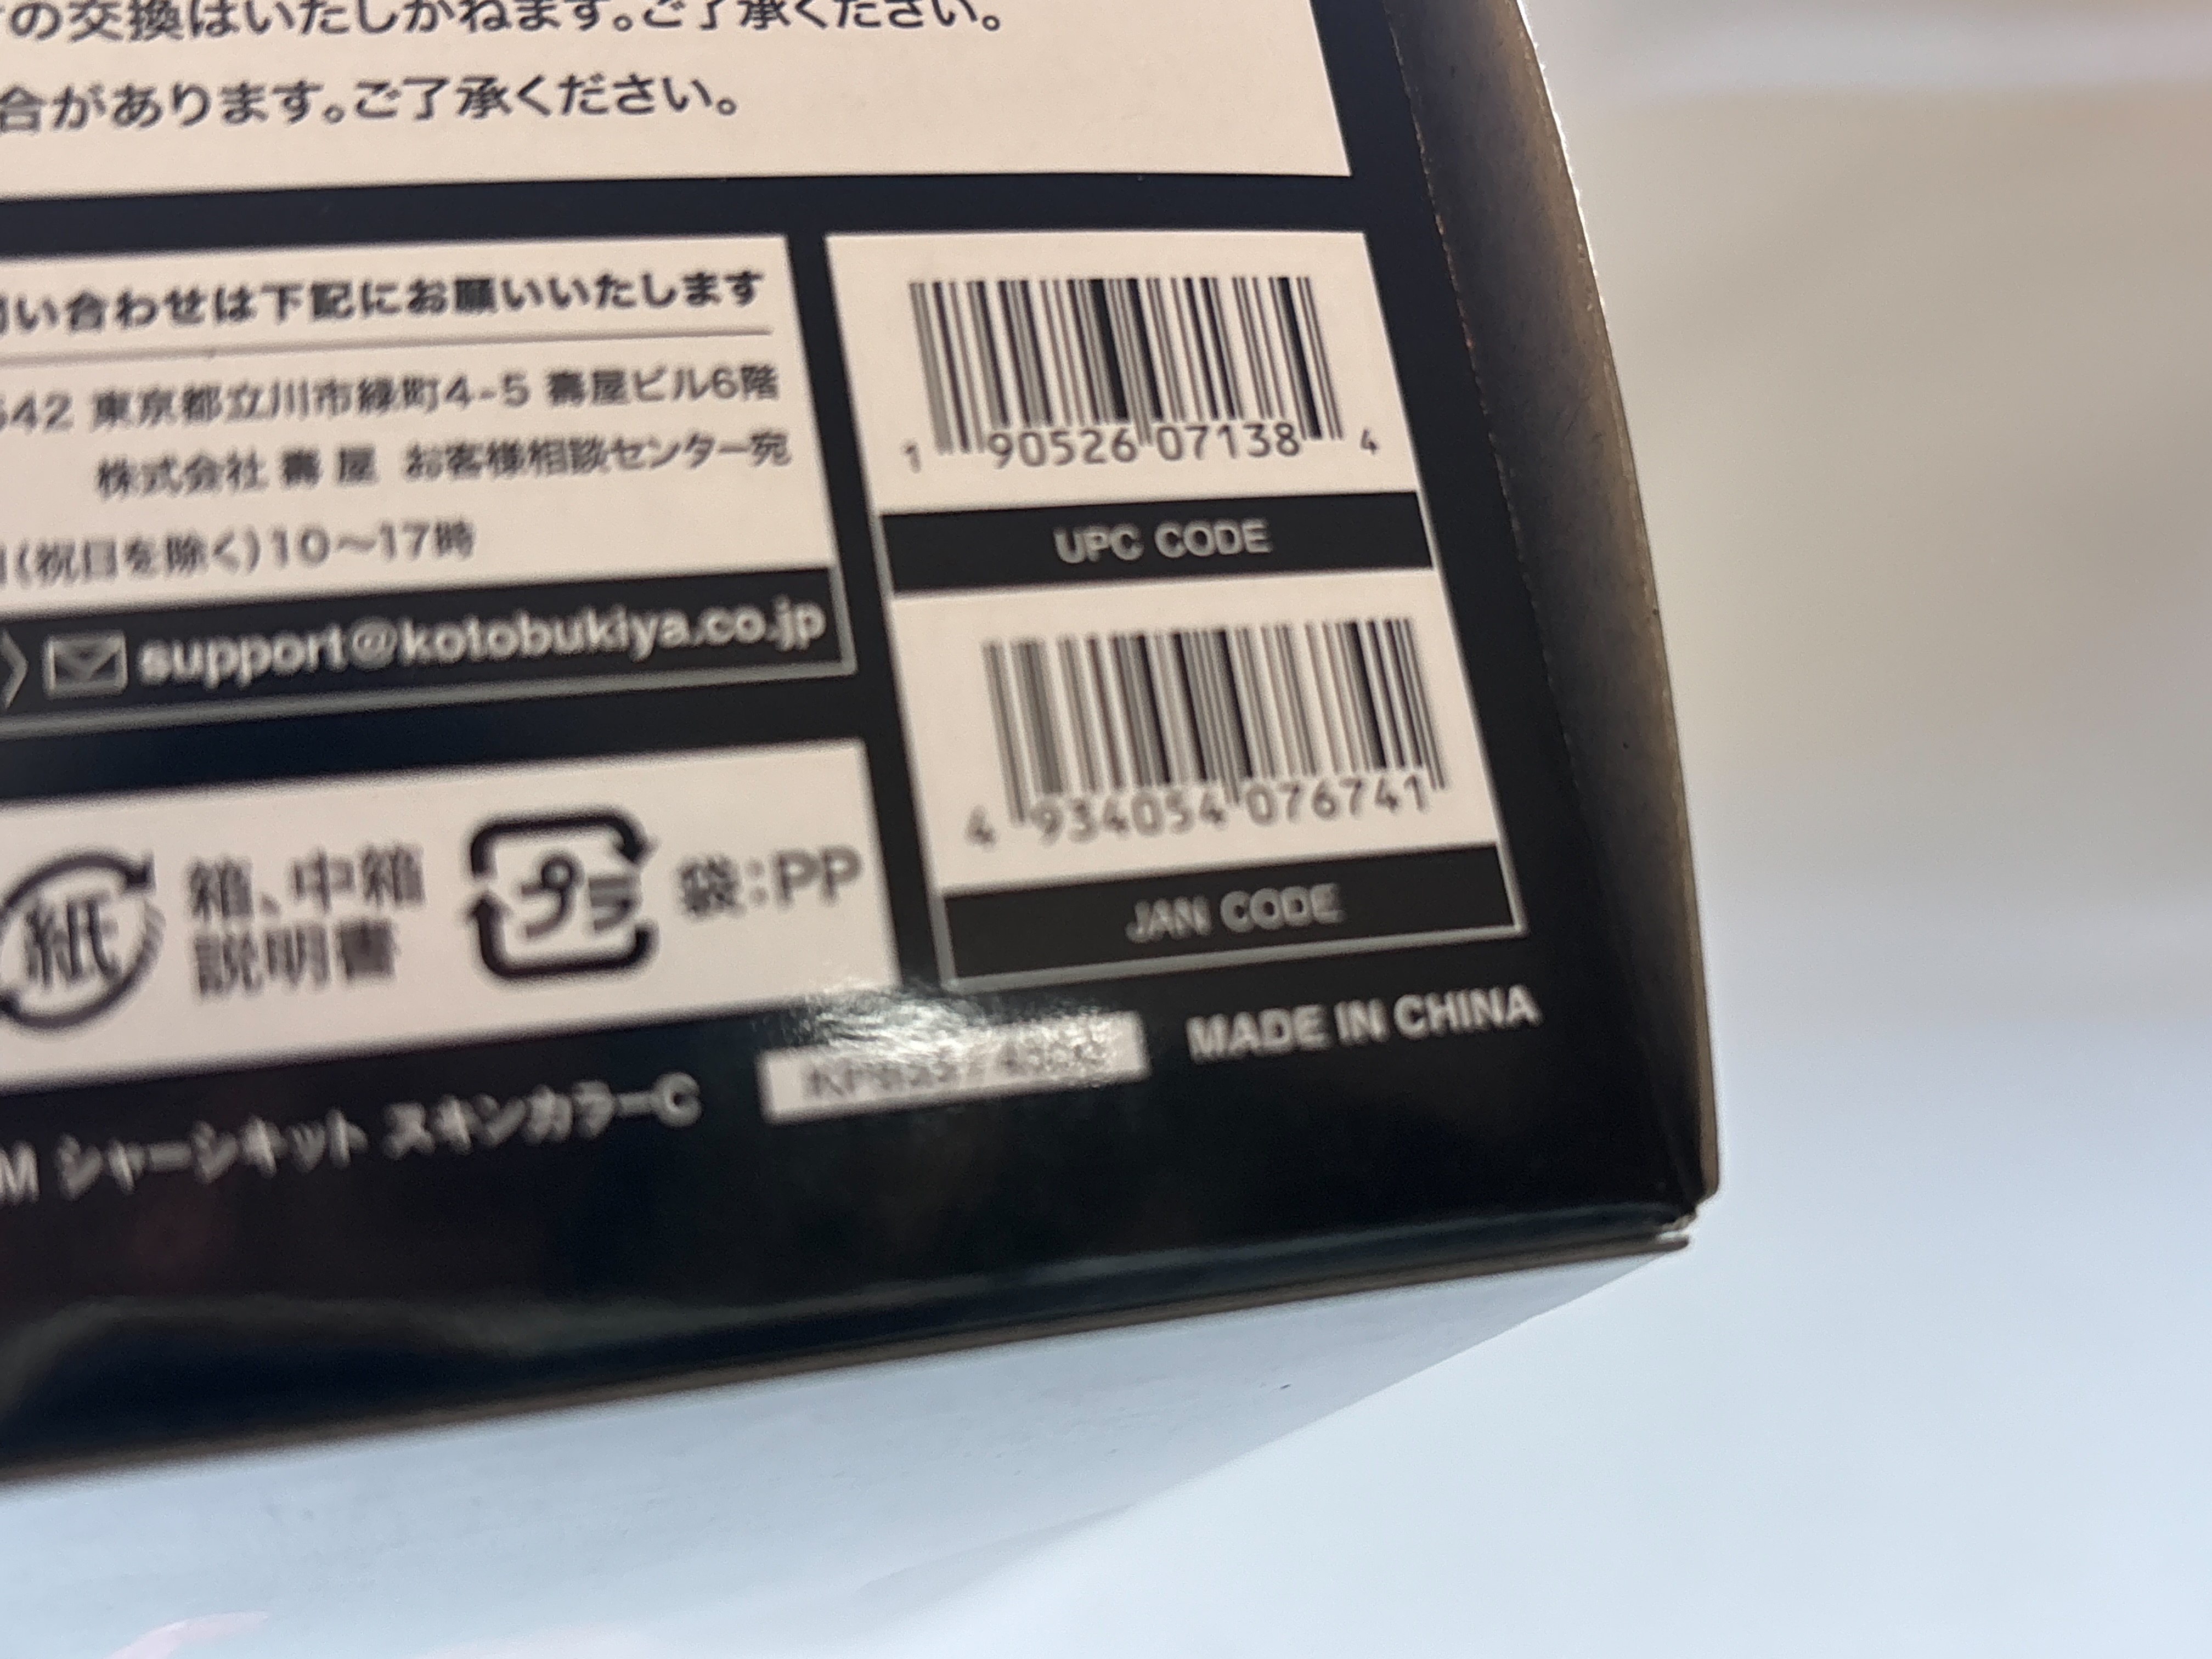 の交換はいたしかねます。ご了承ください。
合があります。ご了承ください。
い合わせは下記にお願いいたします
542 東京都立川市緑町4-5 壽屋ビル6階
株式会社 壽 屋 お客様相談センター宛
(祝日を除く)10～17時
support@kotobukiya.co.jp
1 90526 07138 4
UPC CODE
4 934054 076741
JAN CODE
紙 箱、中箱
説明書
プラ 袋:PP
MADE IN CHINA
M シャーシキット スキンカラーC